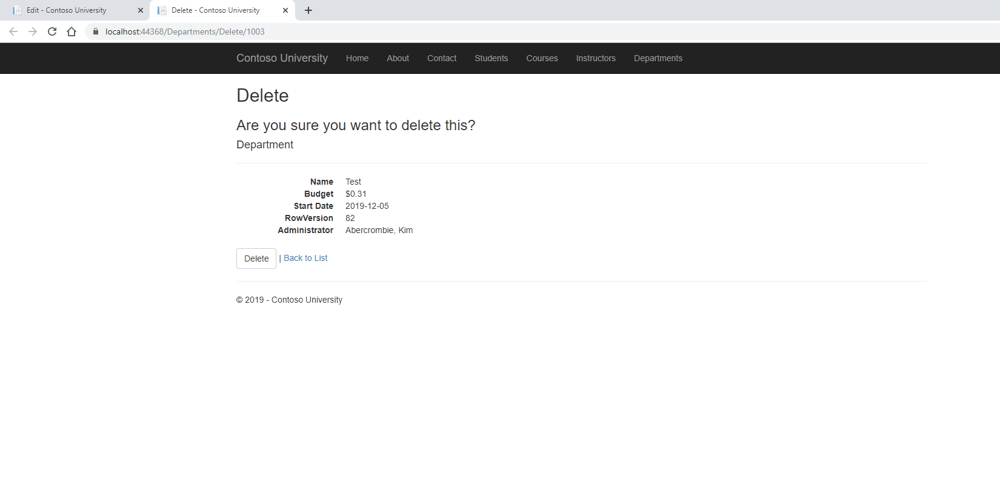 Edit - Contoso University
Delete - Contoso University
localhost:44368/Departments/Delete/1003
Contoso University Home About Contact Students Courses Instructors Departments
Delete
Are you sure you want to delete this?
Department
Name Test
Budget $0.31
Start Date 2019-12-05
RowVersion 82
Administrator Abercrombie, Kim
Delete | Back to List
© 2019 - Contoso University